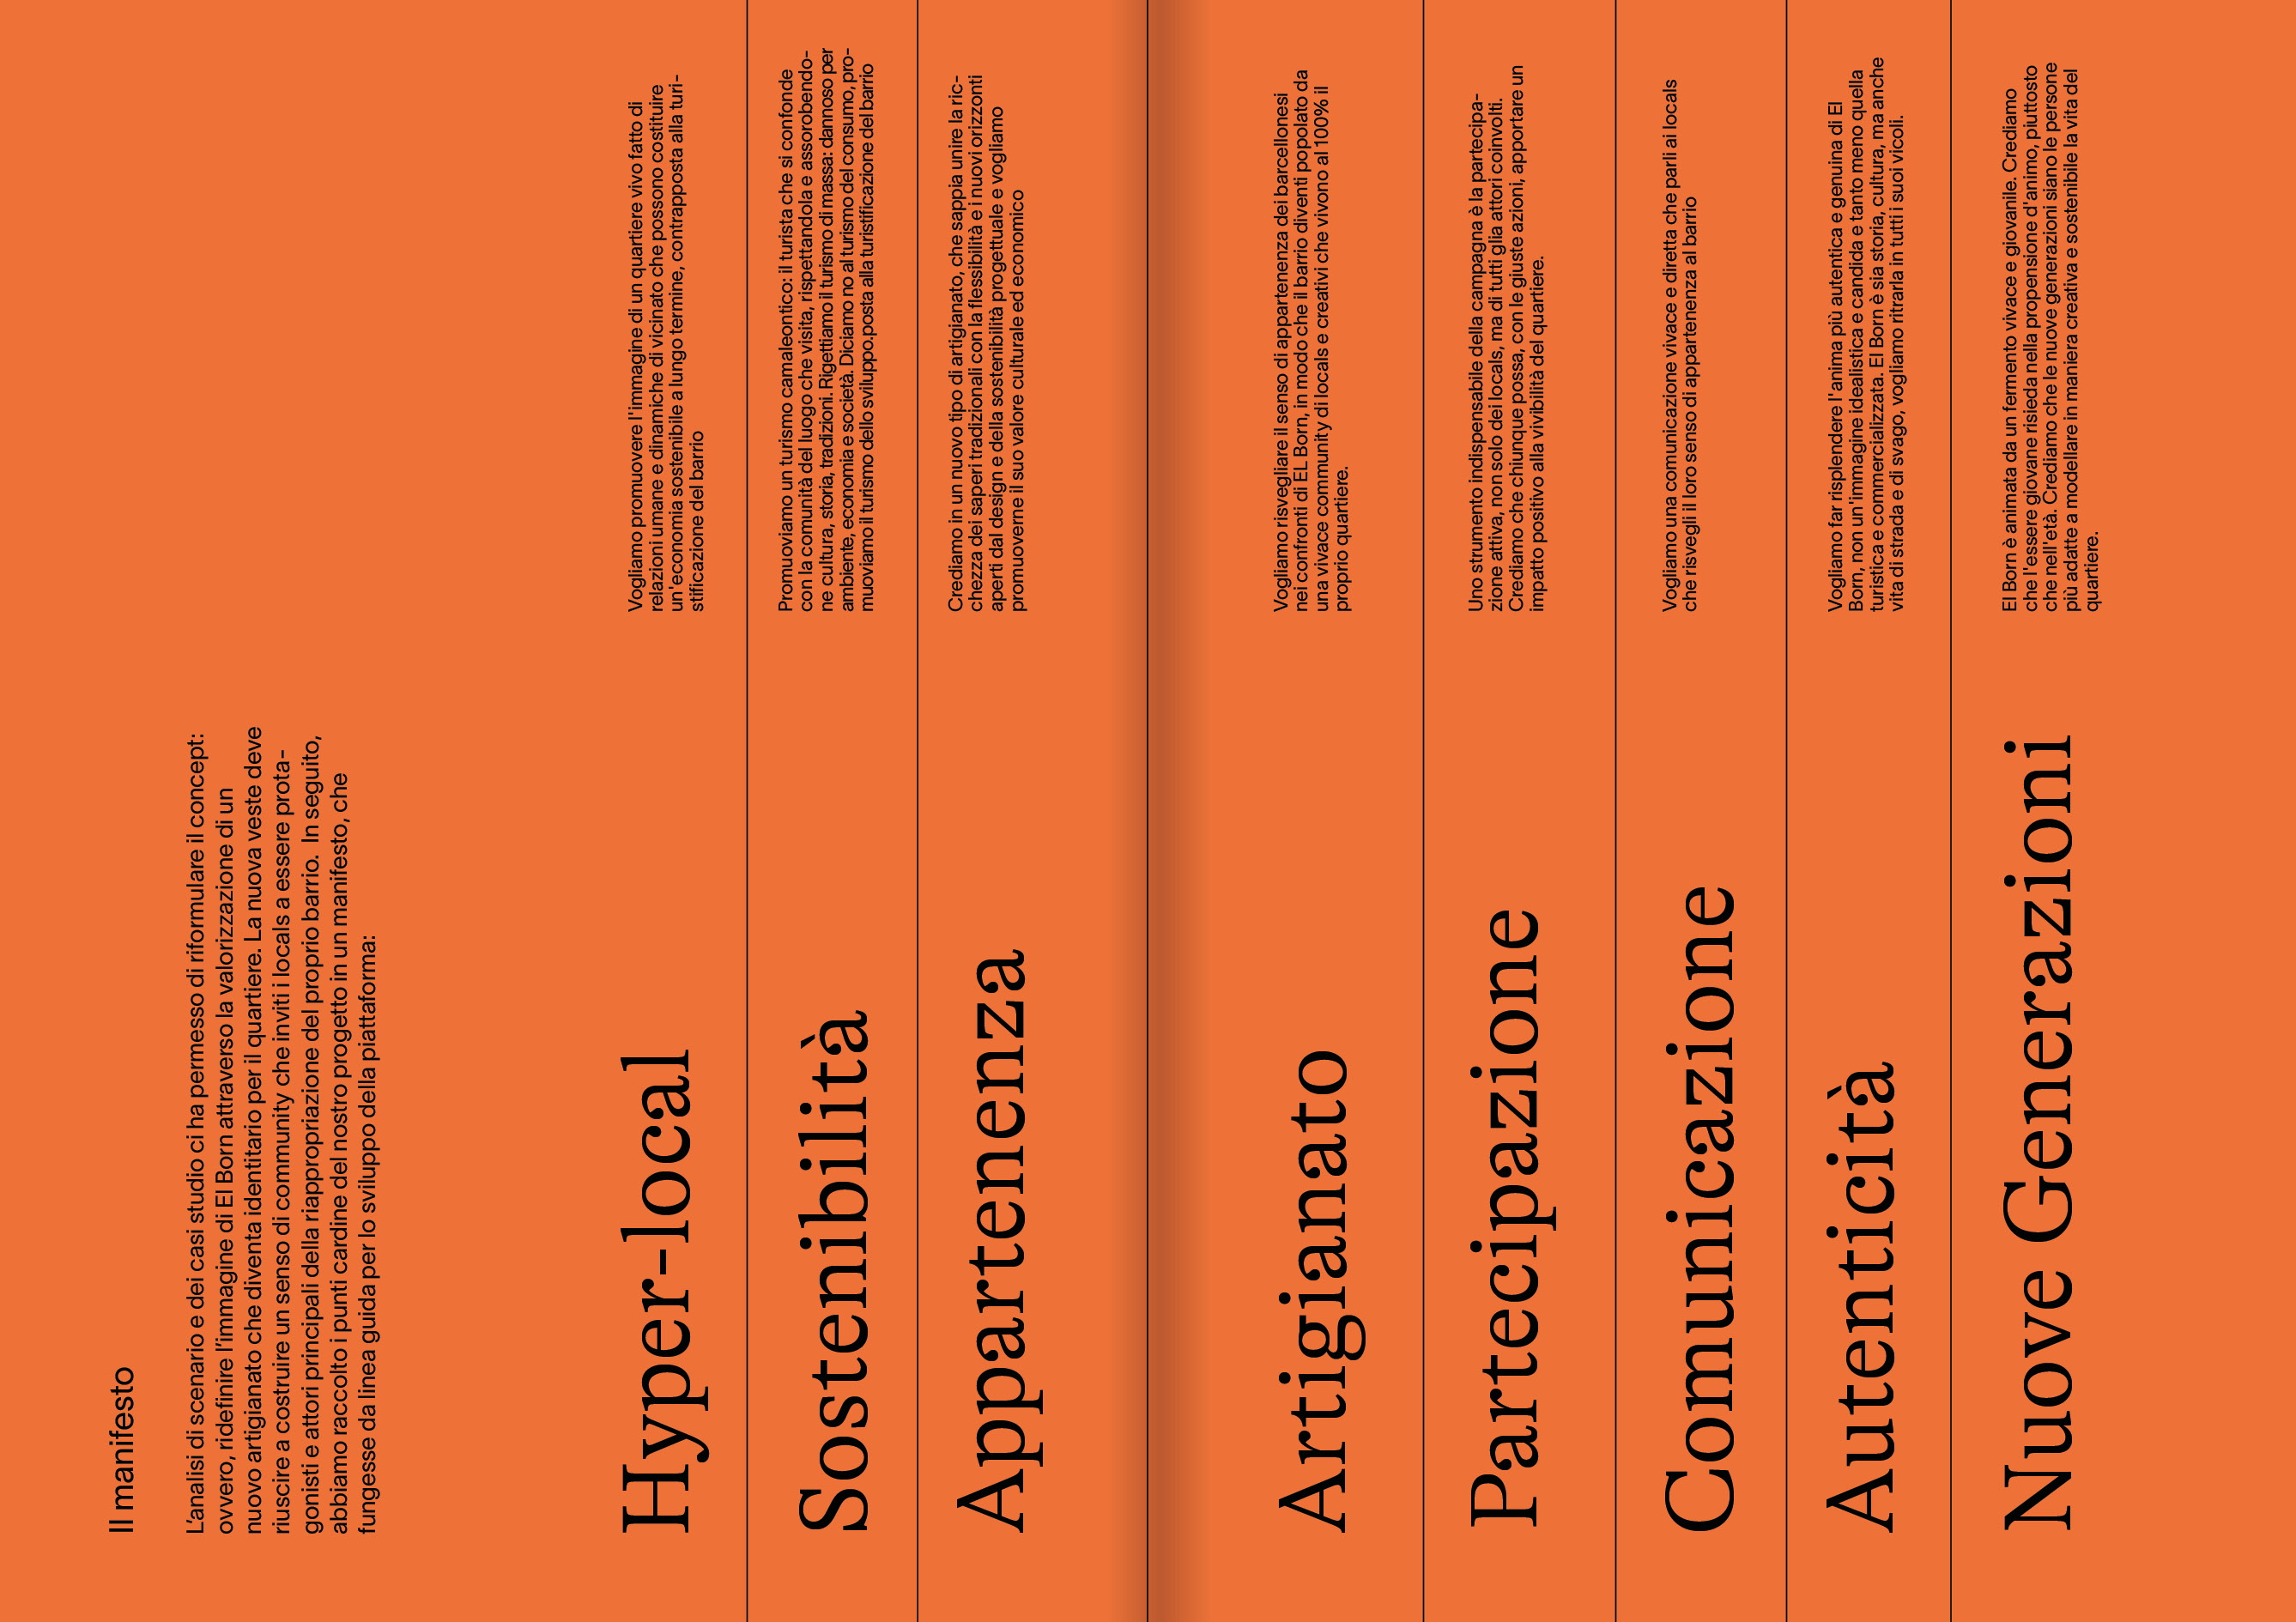 Il manifesto
L'analisi di scenario e dei casi studio ci ha permesso di riformulare il concept:
ovvero, ridefinire l'immagine di El Born attraverso la valorizzazione di un
nuovo artigianato che diventa identitario per il quartiere. La nuova veste deve
riuscire a costruire un senso di community che inviti i locals a essere prota-
gonisti e attori principali della riappropriazione del proprio barrio. In seguito,
abbiamo raccolto i punti cardine del nostro progetto in un manifesto, che
fungesse da linea guida per lo sviluppo della piattaforma:
Hyper-local
Vogliamo promuovere l'immagine di un quartiere vivo fatto di
relazioni umane e dinamiche di vicinato che possono costituire
un'economia sostenibile a lungo termine, contrapposta alla turi-
stificazione del barrio
Sostenibilità
Promuoviamo un turismo camaleontico: il turista che si confonde
con la comunità del luogo che visita, rispettandola e assorobendo-
ne cultura, storia, tradizioni. Rigettiamo il turismo di massa: dannoso per
ambiente, economia e società. Diciamo no al turismo del consumo, pro-
muoviamo il turismo dello sviluppo.posta alla turistificazione del barrio
Appartenenza
Crediamo in un nuovo tipo di artigianato, che sappia unire la ric-
chezza dei saperi tradizionali con la flessibilità e i nuovi orizzonti
aperti dal design e della sostenibilità progettuale e vogliamo
promuoverne il suo valore culturale ed economico
Artigianato
Vogliamo risvegliare il senso di appartenenza dei barcellonesi
nei confronti di EL Born, in modo che il barrio diventi popolato da
una vivace community di locals e creativi che vivono al 100% il
proprio quartiere.
Partecipazione
Uno strumento indispensabile della campagna è la partecipa-
zione attiva, non solo dei locals, ma di tutti glia attori coinvolti.
Crediamo che chiunque possa, con le giuste azioni, apportare un
impatto positivo alla vivibilità del quartiere.
Comunicazione
Vogliamo una comunicazione vivace e diretta che parli ai locals
che risvegli il loro senso di appartenenza al barrio
Autenticità
Vogliamo far risplendere l'anima più autentica e genuina di El
Born, non un'immagine idealistica e candida e tanto meno quella
turistica e commercializzata. El Born è sia storia, cultura, ma anche
vita di strada e di svago, vogliamo ritrarla in tutti i suoi vicoli.
Nuove Generazioni
El Born è animata da un fermento vivace e giovanile. Crediamo
che l'essere giovane risieda nella propensione d'animo, piuttosto
che nell'età. Crediamo che le nuove generazioni siano le persone
più adatte a modellare in maniera creativa e sostenibile la vita del
quartiere.